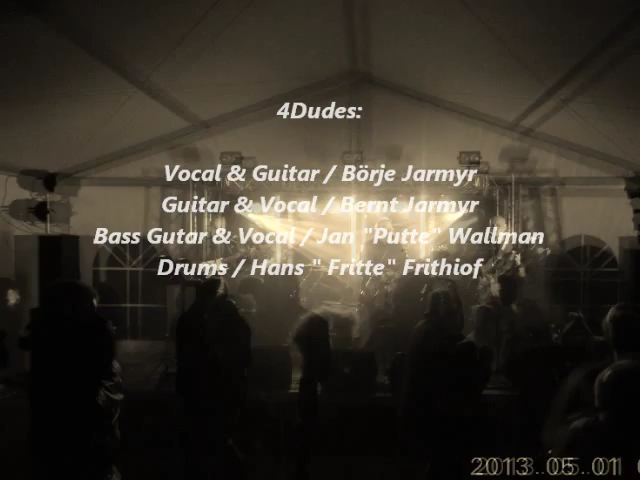 4Dudes:
Vocal & Guitar / Börje Jarmyr
Guitar & Vocal / Bernt Jarmyr
Bass Gutar & Vocal / Jan "Putte" Wallman
Drums / Hans " Fritte" Frithiof
2013. 05. 01